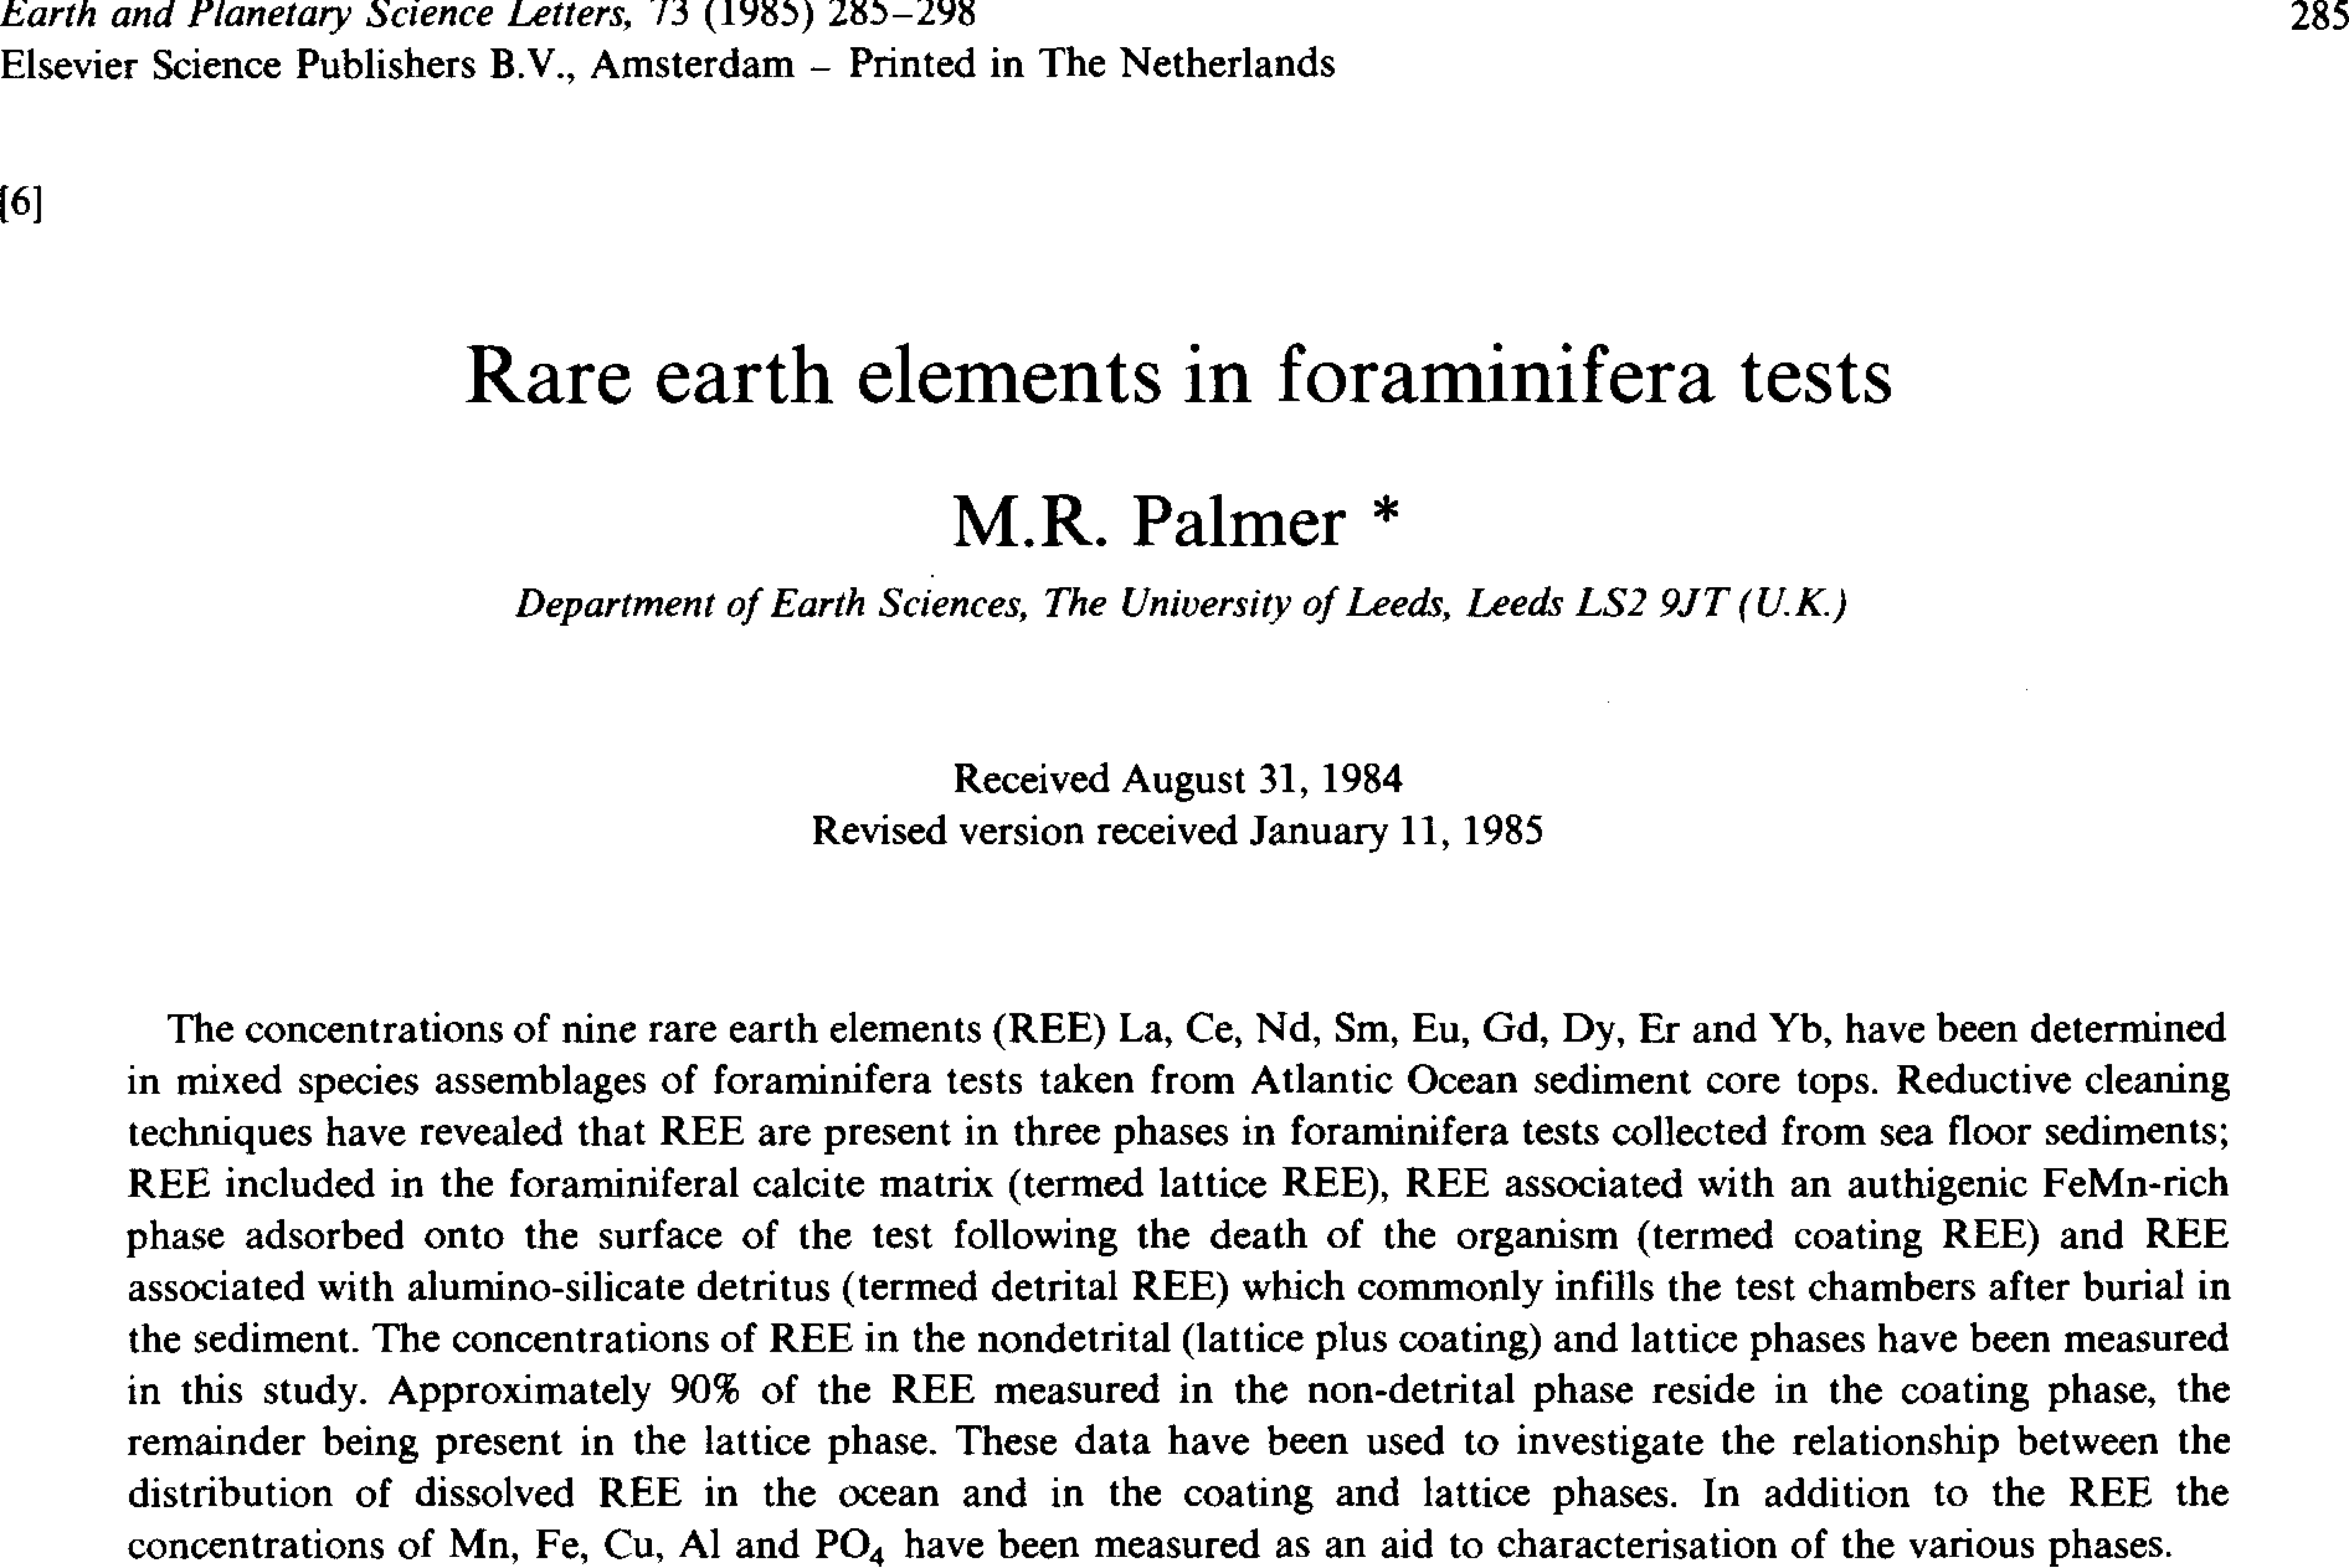 Earth and Planetary Science Letters, 73 (1985) 285–298 285
Elsevier Science Publishers B.V., Amsterdam – Printed in The Netherlands
[6]
Rare earth elements in foraminifera tests
M.R. Palmer *
Department of Earth Sciences, The University of Leeds, Leeds LS2 9JT (U.K.)
Received August 31, 1984
Revised version received January 11, 1985
The concentrations of nine rare earth elements (REE) La, Ce, Nd, Sm, Eu, Gd, Dy, Er and Yb, have been determined
in mixed species assemblages of foraminifera tests taken from Atlantic Ocean sediment core tops. Reductive cleaning
techniques have revealed that REE are present in three phases in foraminifera tests collected from sea floor sediments;
REE included in the foraminiferal calcite matrix (termed lattice REE), REE associated with an authigenic FeMn-rich
phase adsorbed onto the surface of the test following the death of the organism (termed coating REE) and REE
associated with alumino-silicate detritus (termed detrital REE) which commonly infills the test chambers after burial in
the sediment. The concentrations of REE in the nondetrital (lattice plus coating) and lattice phases have been measured
in this study. Approximately 90% of the REE measured in the non-detrital phase reside in the coating phase, the
remainder being present in the lattice phase. These data have been used to investigate the relationship between the
distribution of dissolved REE in the ocean and in the coating and lattice phases. In addition to the REE the
concentrations of Mn, Fe, Cu, Al and PO₄ have been measured as an aid to characterisation of the various phases.